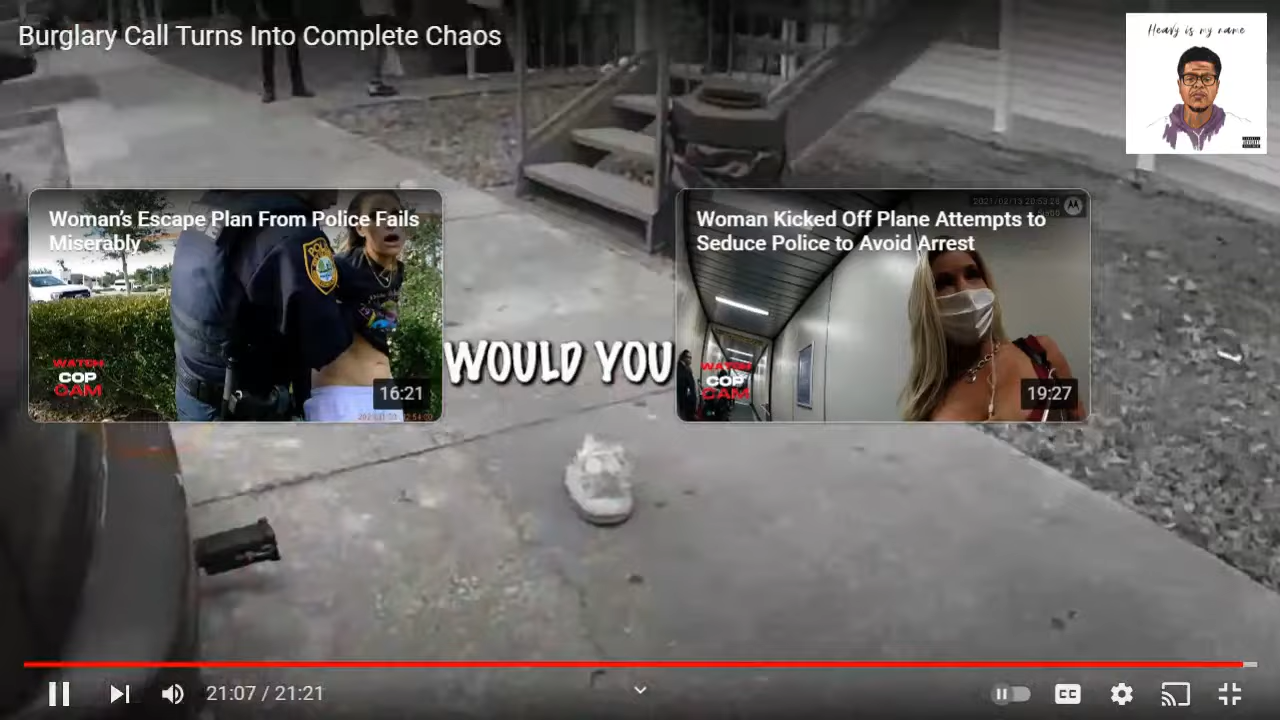 Burglary Call Turns Into Complete Chaos
Heavy is my name
Woman's Escape Plan From Police Fails
Miserably
WATCH
COP
CAM
16:21
Woman Kicked Off Plane Attempts to
Seduce Police to Avoid Arrest
WATCH
COP
CAM
19:27
WOULD YOU
21:07 / 21:21
CC